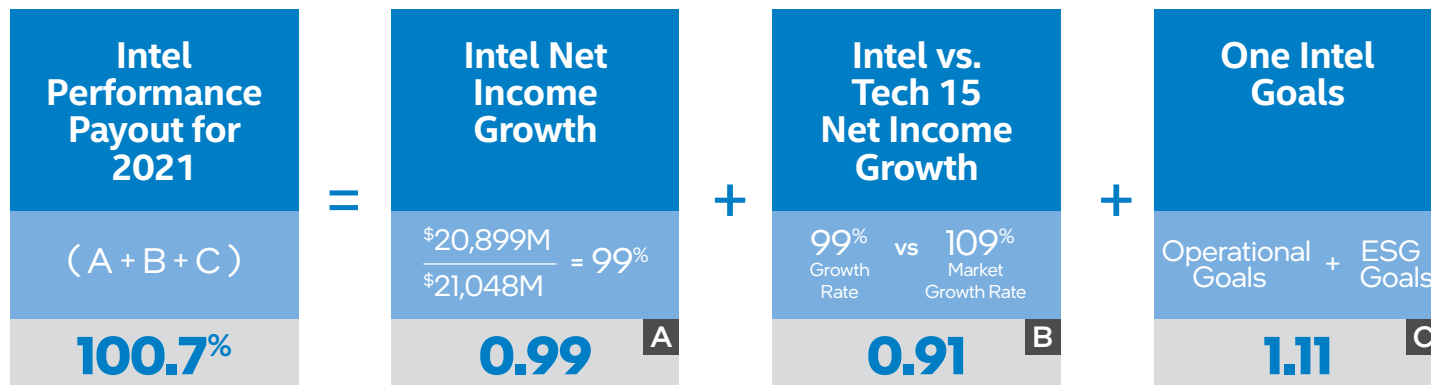 Intel
Performance
Payout for
2021
(A+B+C)
100.7%
=
Intel Net
Income
Growth
$20,899M
$21,048M
= 99%
0.99
A
+
Intel vs.
Tech 15
Net Income
Growth
99%
Growth
Rate
vs
109%
Market
Growth Rate
0.91
B
+
One Intel
Goals
Operational
Goals
+
ESG
Goals
1.11
C